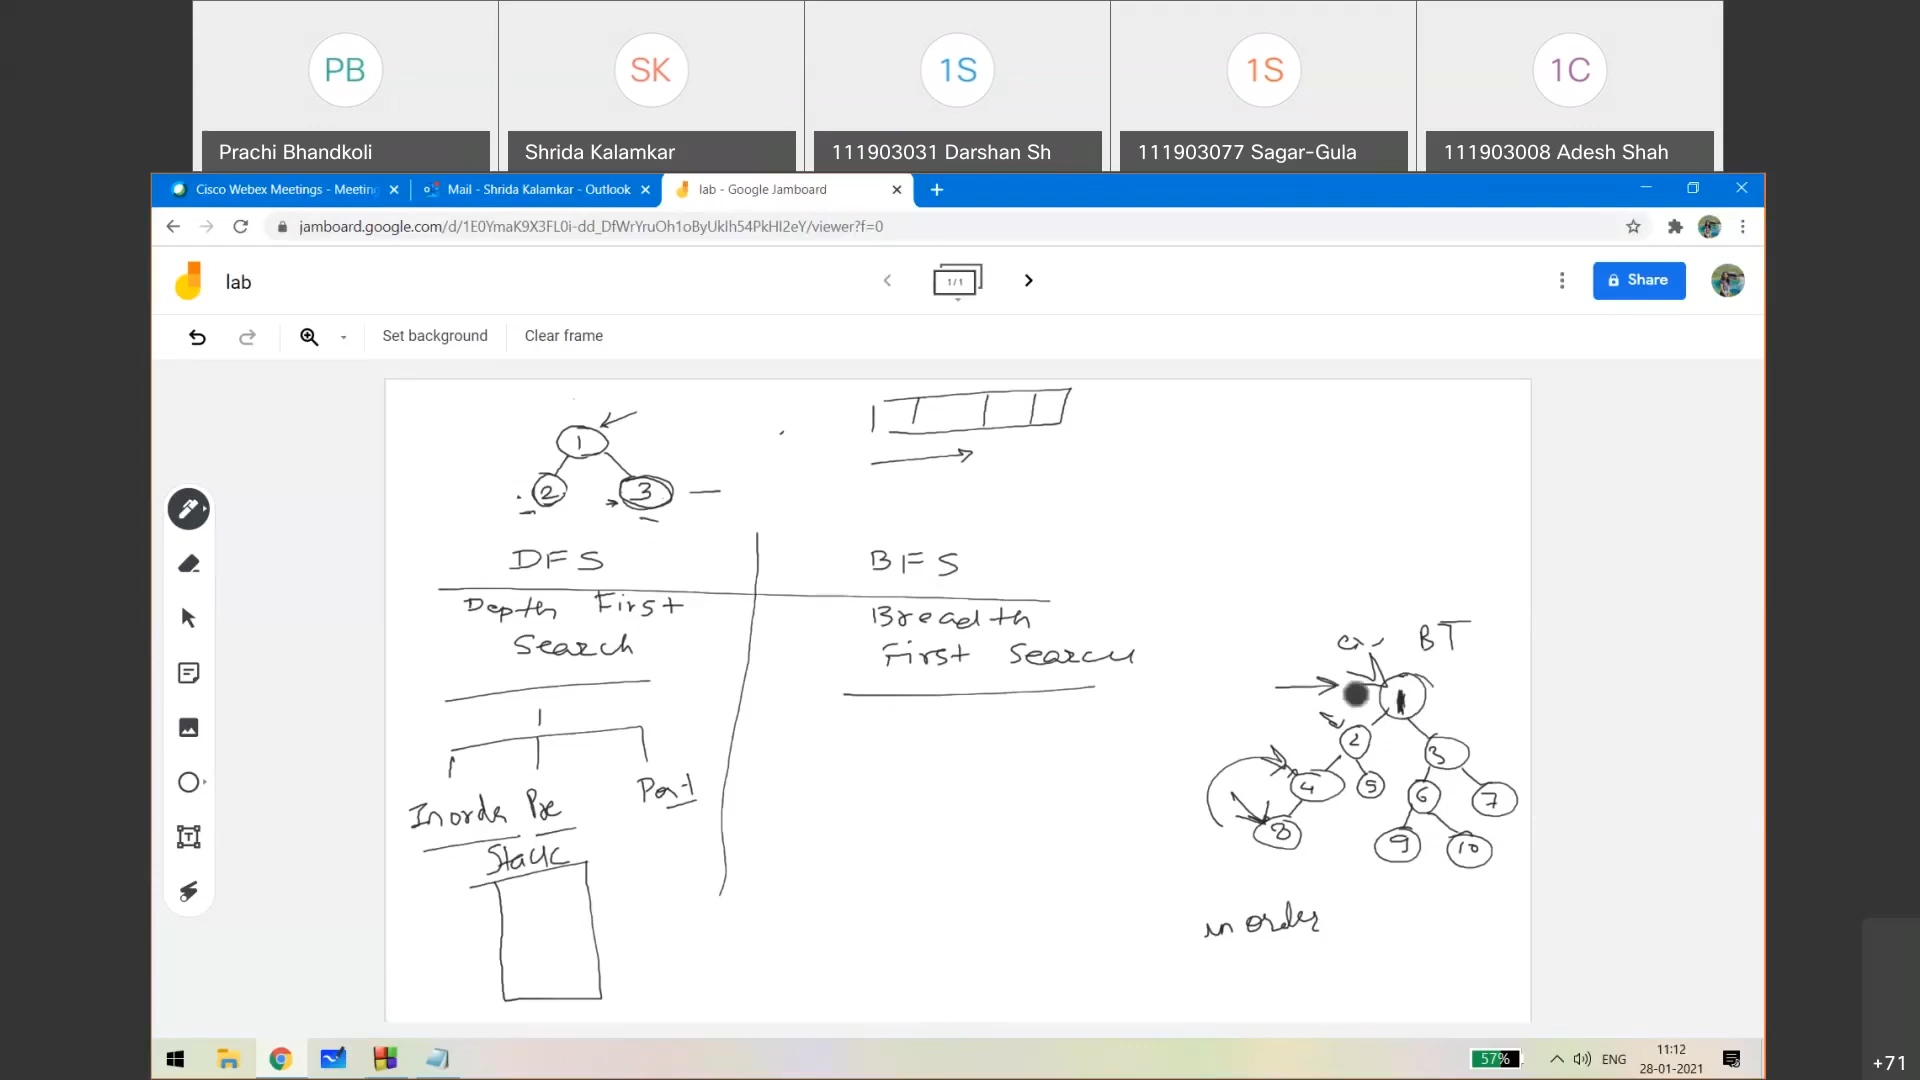 PB
SK
1S
1S
1C
Prachi Bhandkoli
Shrida Kalamkar
111903031 Darshan Sh
111903077 Sagar-Gula
111903008 Adesh Shah
Cisco Webex Meetings - Meeting
Mail - Shrida Kalamkar - Outlook
lab - Google Jamboard
jamboard.google.com/d/1E0YmaK9X3FL0i-dd_DfWrYruOh1oByUkIh54PkHI2eY/viewer?f=0
lab
1/1
Share
Set background
Clear frame
1
2
3
DFS
BFS
Depth First
Search
Breadth
First Search
BT
1
2
3
4
5
6
7
8
9
10
Inorder Pre
Post
Stack
in order
57%
ENG
11:12
28-01-2021
+71